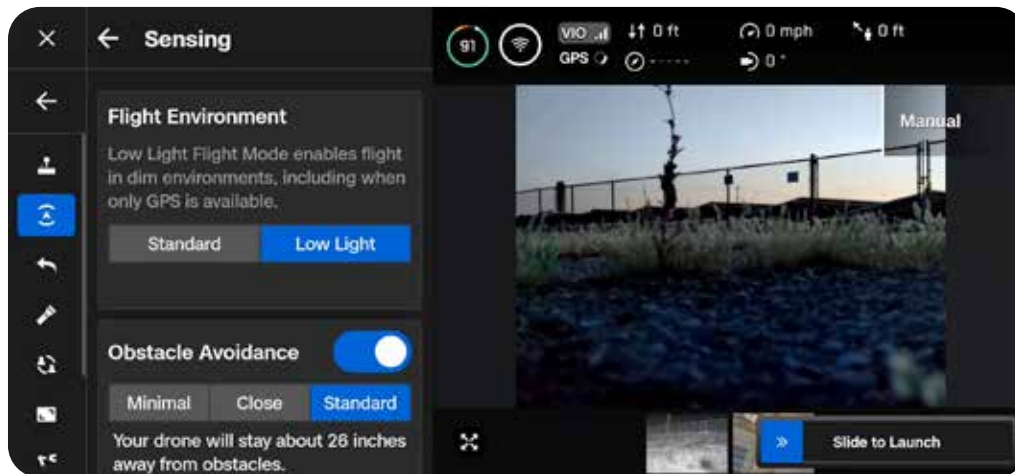 Sensing
Flight Environment
Low Light Flight Mode enables flight
in dim environments, including when
only GPS is available.
Standard
Low Light
Obstacle Avoidance
Minimal
Close
Standard
Your drone will stay about 26 inches
away from obstacles.
91
VIO
0 ft
0 mph
0 ft
GPS
-----
0°
Manual
Slide to Launch